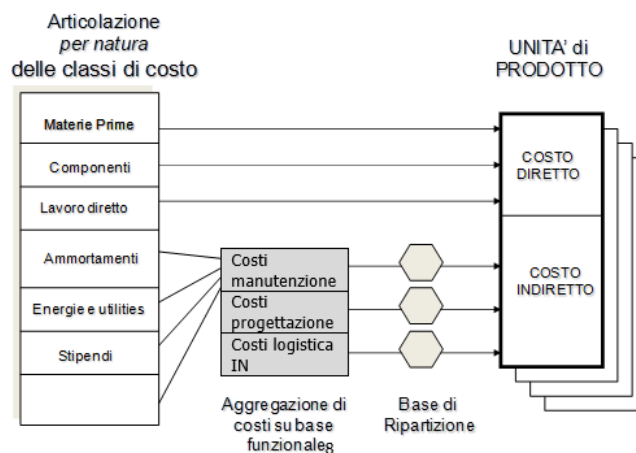 Articolazione
per natura
delle classi di costo
UNITA' di
PRODOTTO
Materie Prime
Componenti
Lavoro diretto
Ammortamenti
Energie e utilities
Stipendi
Costi
manutenzione
Costi
progettazione
Costi logistica
IN
COSTO
DIRETTO
COSTO
INDIRETTO
Aggregazione di
costi su base
funzionale8
Base di
Ripartizione